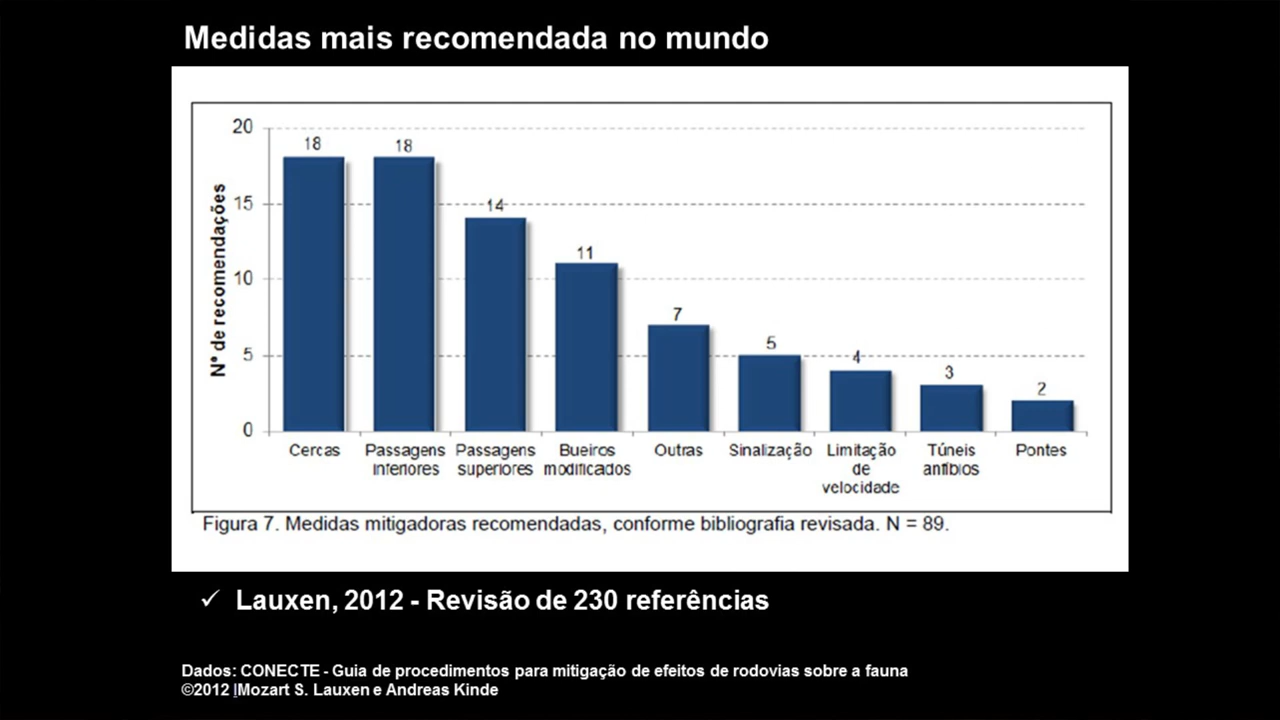 Medidas mais recomendada no mundo
Nº de recomendações
20
15
10
5
0
18
18
14
11
7
5
4
3
2
Cercas
Passagens
inferiores
Passagens
superiores
Bueiros
modificados
Outras
Sinalização
Limitação
de
velocidade
Túneis
anfíbios
Pontes
Figura 7. Medidas mitigadoras recomendadas, conforme bibliografia revisada. N = 89.
✓ Lauxen, 2012 - Revisão de 230 referências
Dados: CONECTE - Guia de procedimentos para mitigação de efeitos de rodovias sobre a fauna
©2012 |Mozart S. Lauxen e Andreas Kinde